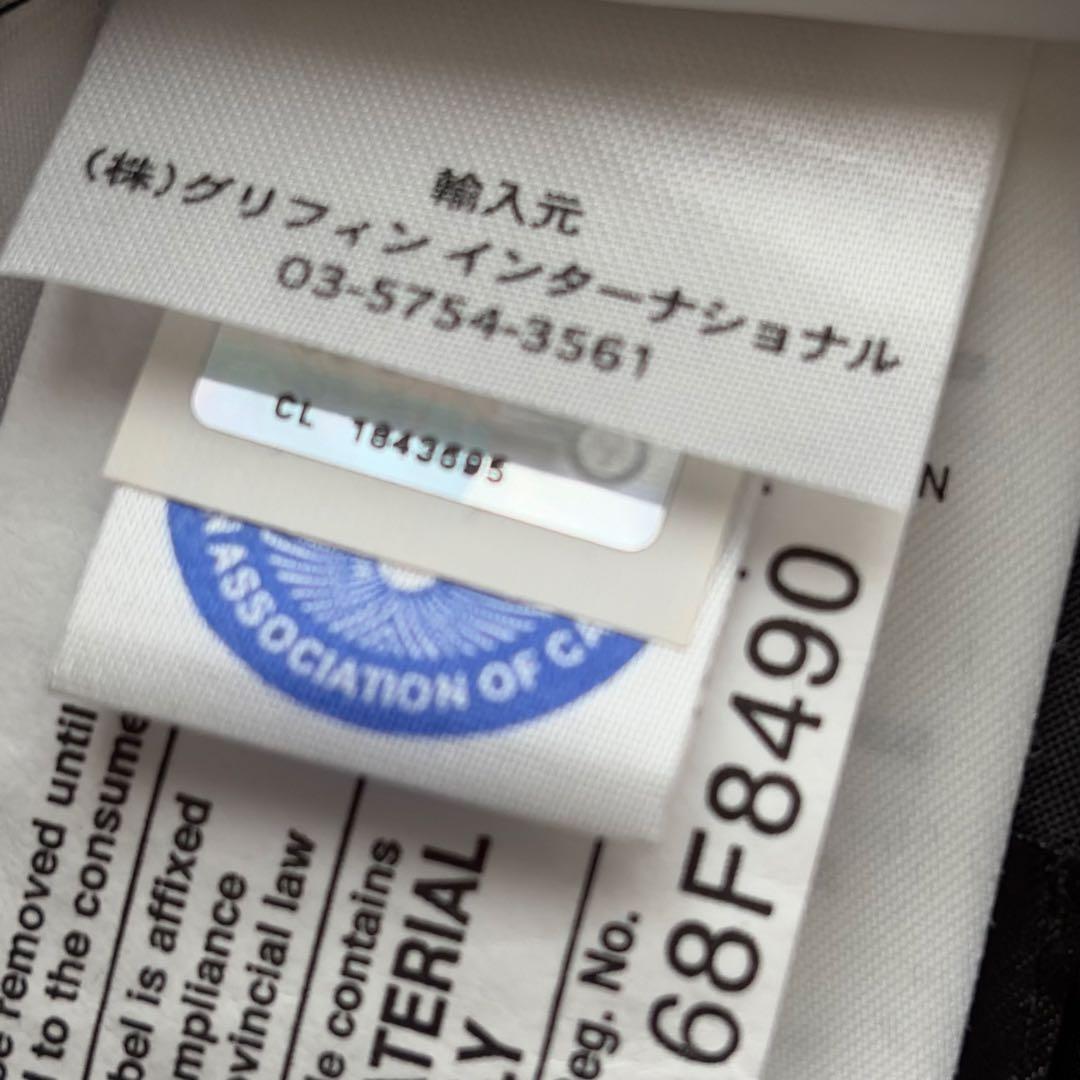 輸入元
(株)グリフィン インターナショナル
03-5754-3561
CL 1843695
ASSOCIATION OF
N
removed until
to the consume
bel is affixed
mpliance
vincial law
contains
TERIAL
LY
eg. No.
68F8490